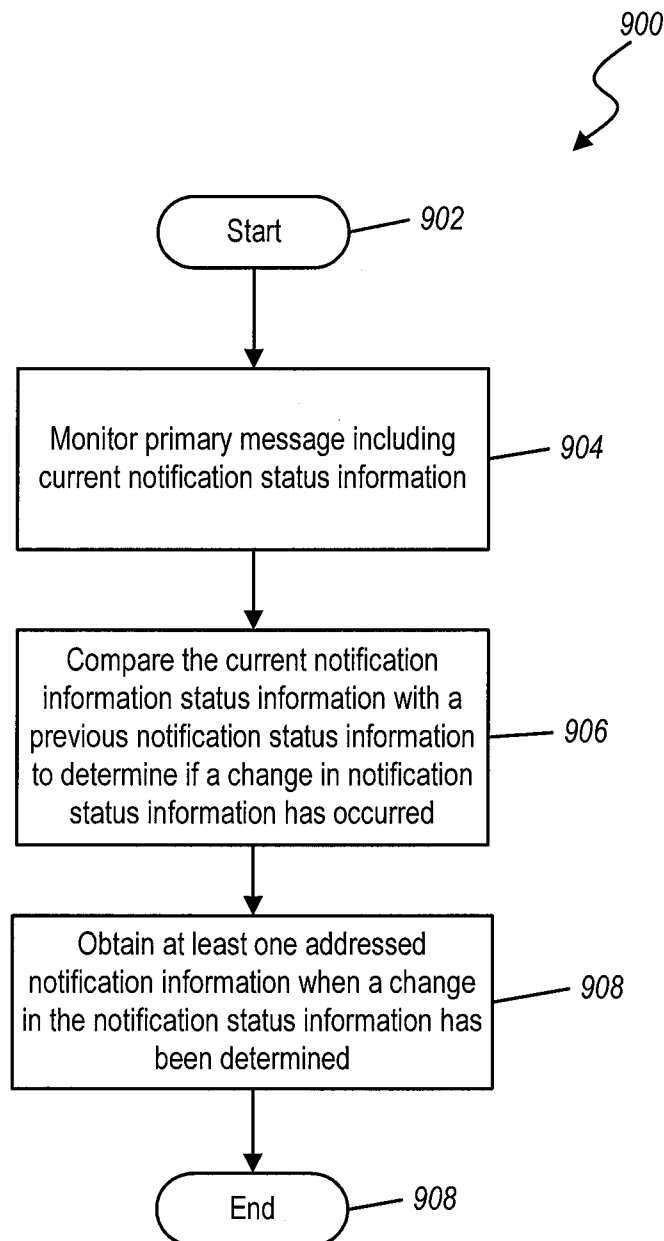 900
Start
902
Monitor primary message including
current notification status information
904
Compare the current notification
information status information with a
previous notification status information
to determine if a change in notification
status information has occurred
906
Obtain at least one addressed
notification information when a change
in the notification status information has
been determined
908
End
908